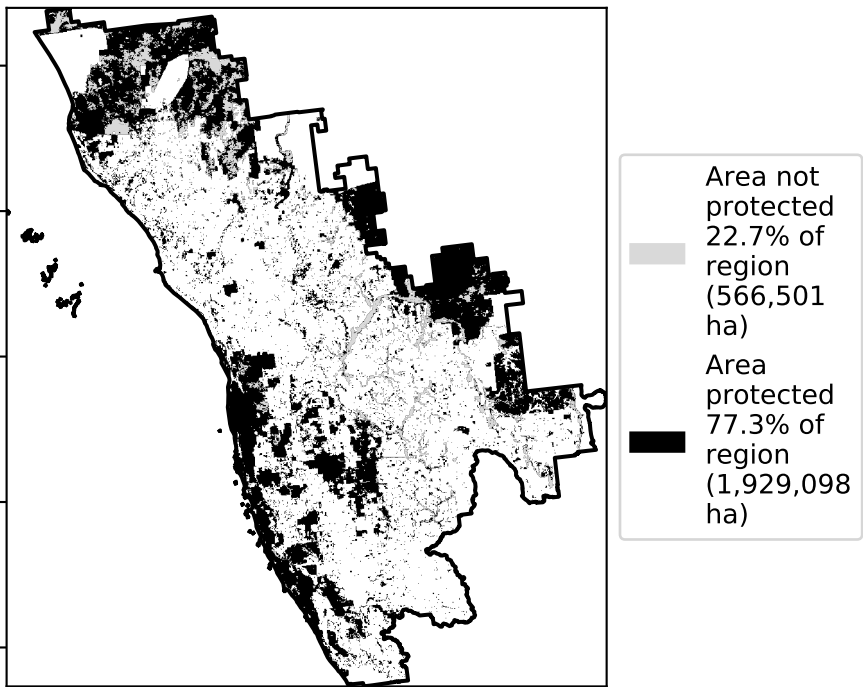 Area not
protected
22.7% of
region
(566,501
ha)
Area
protected
77.3% of
region
(1,929,098
ha)